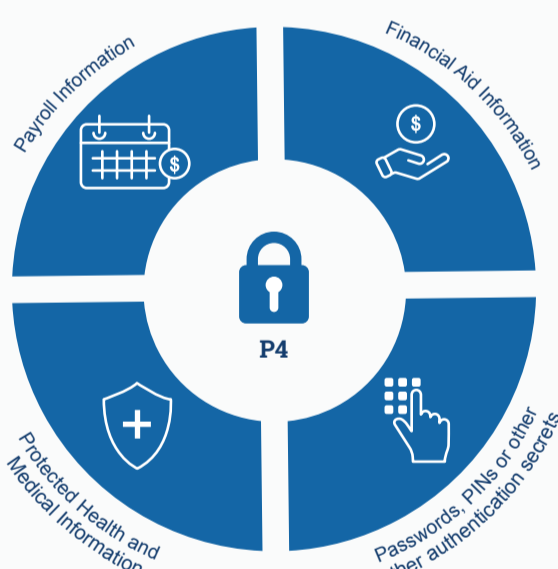 Payroll Information
Financial Aid Information
$
$
P4
Protected Health and
Medical Information
Passwords, PINs or other
authentication secrets